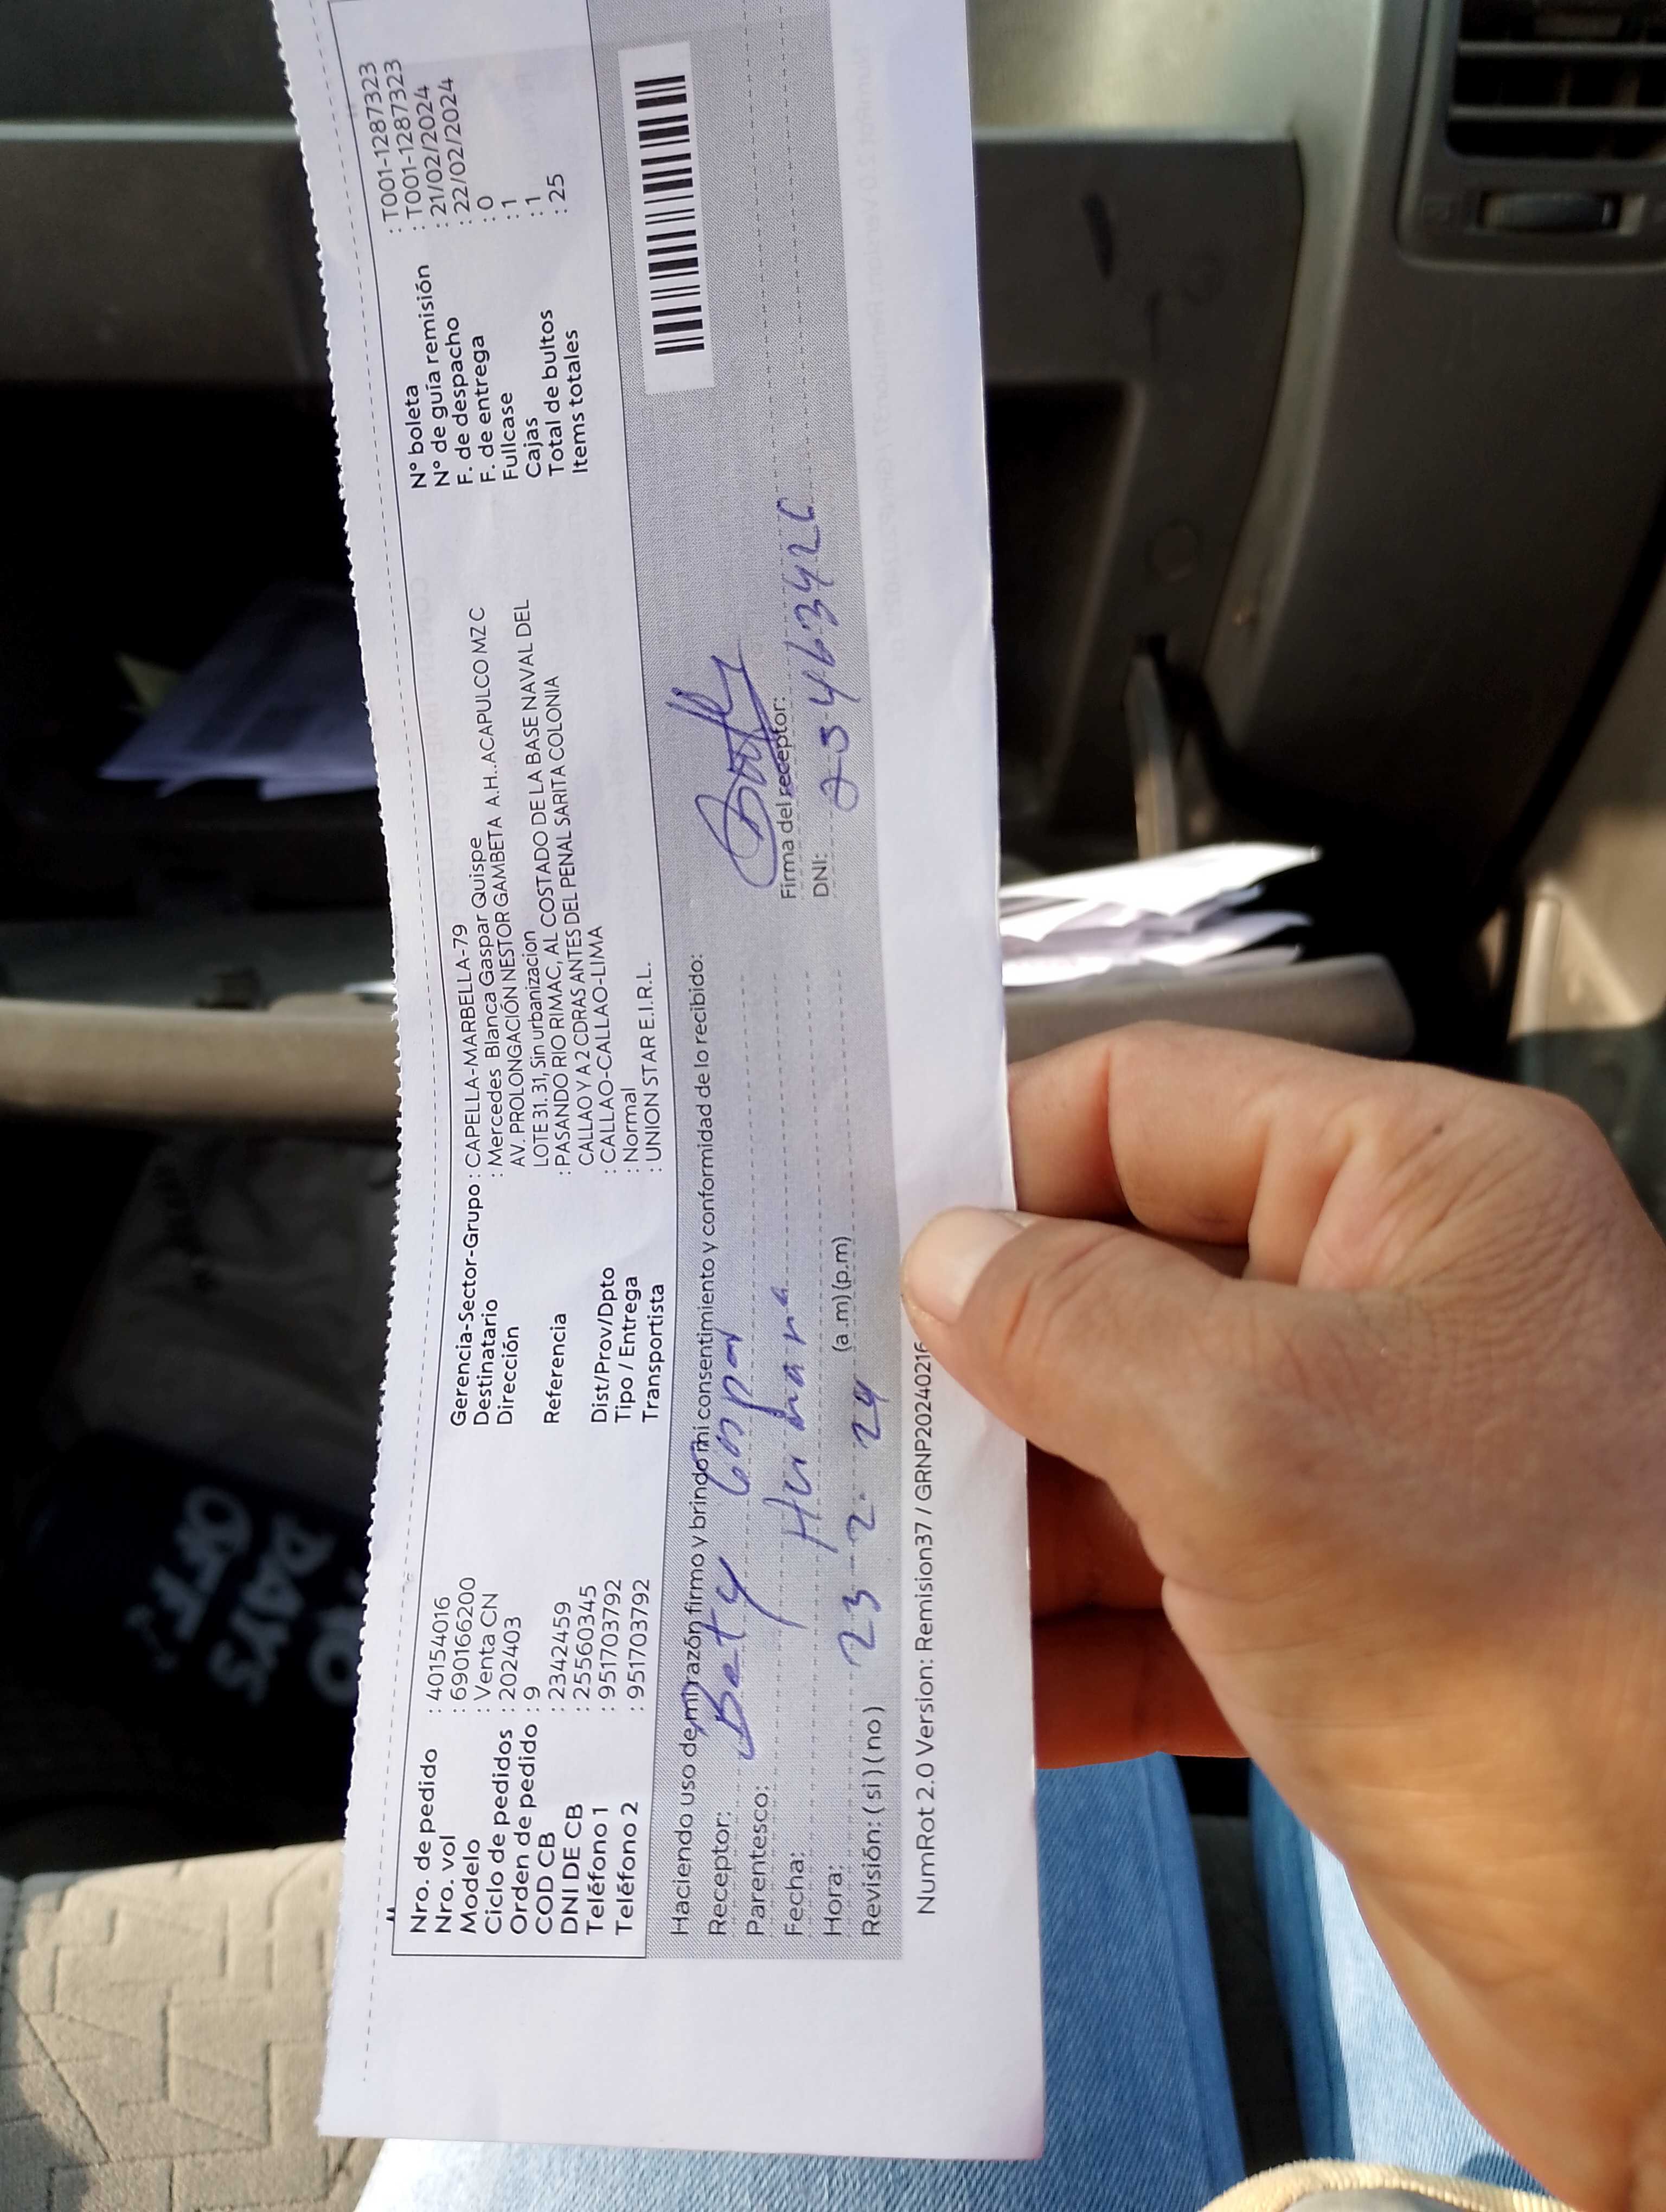 Nro. de pedido : 40154016
Nro. vol : 690166200
Modelo : Venta CN
Ciclo de pedidos : 202403
Orden de pedido : 9
COD CB : 2342459
DNI DE CB : 25560345
Teléfono 1 : 951703792
Teléfono 2 : 951703792
Gerencia-Sector-Grupo : CAPELLA-MARBELLA-79
Destinatario : Mercedes Blanca Gaspar Quispe
Dirección AV. PROLONGACIÓN NESTOR GAMBETA A.H..ACAPULCO MZ C
LOTE 31. 31, Sin urbanizacion
Referencia : PASANDO RIO RIMAC, AL COSTADO DE LA BASE NAVAL DEL
CALLAO Y A 2 CDRAS ANTES DEL PENAL SARITA COLONIA
Dist/Prov/Dpto : CALLAO-CALLAO-LIMA
Tipo / Entrega : Normal
Transportista : UNION STAR E.I.R.L.
N° boleta : T001-1287323
N° de guía remisión : T001-1287323
F. de despacho : 21/02/2024
F. de entrega : 22/02/2024
Fullcase : 0
Cajas : 1
Total de bultos : 1
Items totales : 25
Haciendo uso de mi razón firmo y brindo mi consentimiento y conformidad de lo recibido:
Receptor: Bety
Parentesco: Hermana
Fecha: 23-2.24
Hora: (a.m)(p.m)
Revisión: ( si ) ( no )
Firma del receptor:
DNI:
NumRot 2.0 Version: Remision37 / GRNP20240216
DAYS
OFF